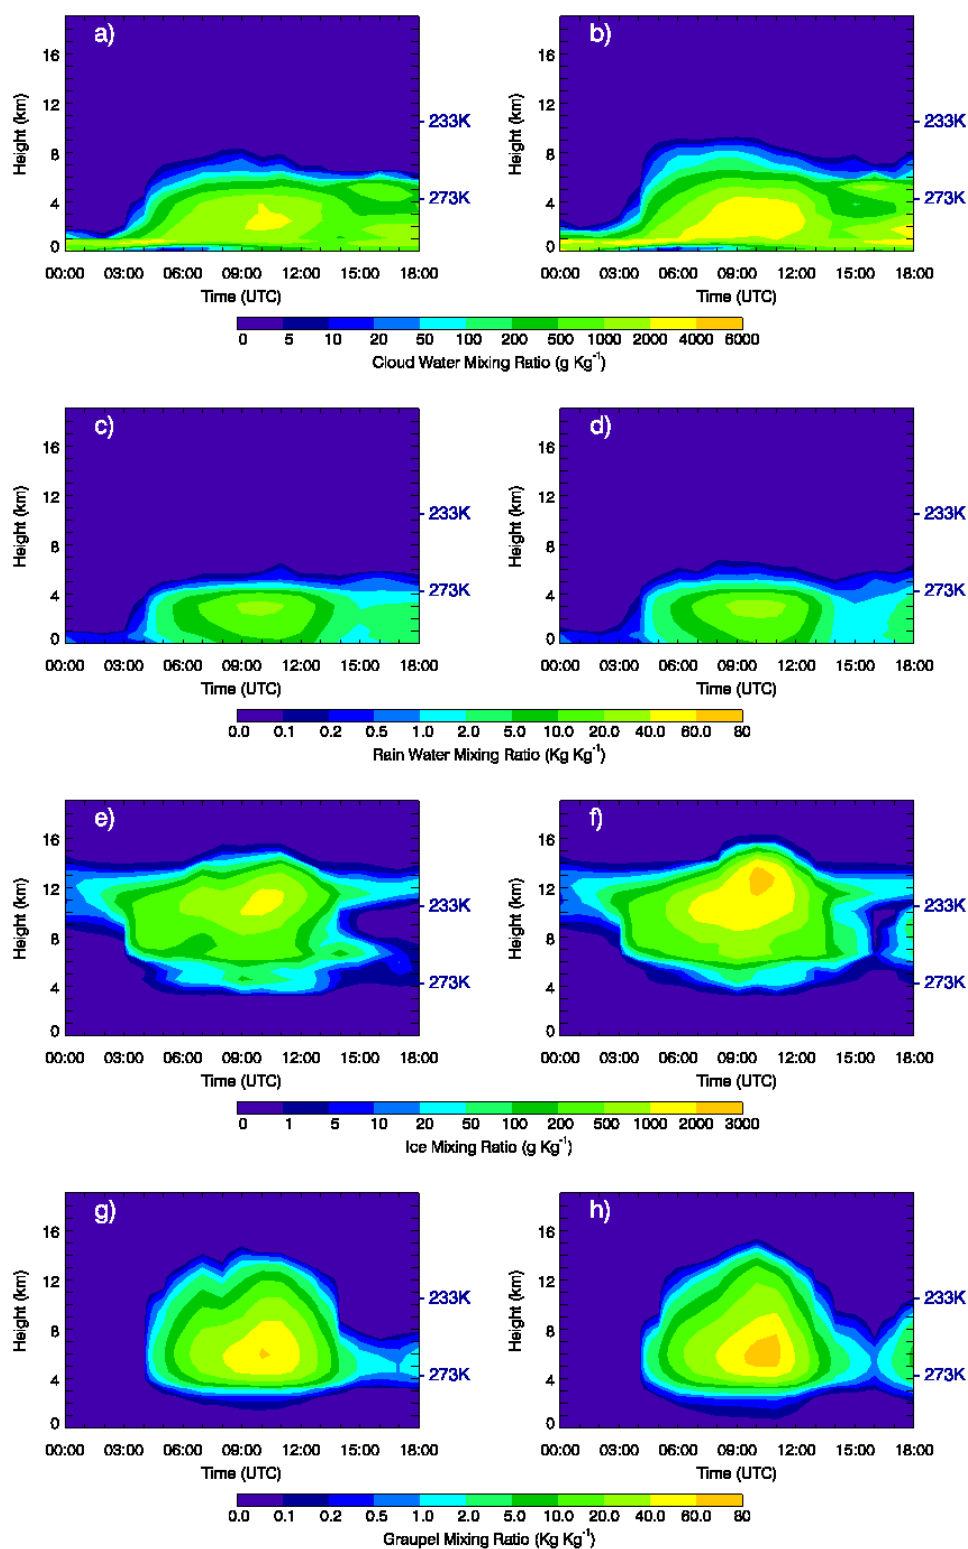 a)
16
12
8
4
0
Height (km)
233K
273K
00:00 03:00 06:00 09:00 12:00 15:00 18:00
Time (UTC)
b)
16
12
8
4
0
Height (km)
233K
273K
00:00 03:00 06:00 09:00 12:00 15:00 18:00
Time (UTC)
0 5 10 20 50 100 200 500 1000 2000 4000 6000
Cloud Water Mixing Ratio (g Kg⁻¹)
c)
16
12
8
4
0
Height (km)
233K
273K
00:00 03:00 06:00 09:00 12:00 15:00 18:00
Time (UTC)
d)
16
12
8
4
0
Height (km)
233K
273K
00:00 03:00 06:00 09:00 12:00 15:00 18:00
Time (UTC)
0.0 0.1 0.2 0.5 1.0 2.0 5.0 10.0 20.0 40.0 60 80
Rain Water Mixing Ratio (Kg Kg⁻¹)
e)
16
12
8
4
0
Height (km)
233K
273K
00:00 03:00 06:00 09:00 12:00 15:00 18:00
Time (UTC)
f)
16
12
8
4
0
Height (km)
233K
273K
00:00 03:00 06:00 09:00 12:00 15:00 18:00
Time (UTC)
0 1 5 10 20 50 100 200 500 1000 2000 3000
Ice Mixing Ratio (g Kg⁻¹)
g)
16
12
8
4
0
Height (km)
233K
273K
00:00 03:00 06:00 09:00 12:00 15:00 18:00
Time (UTC)
h)
16
12
8
4
0
Height (km)
233K
273K
00:00 03:00 06:00 09:00 12:00 15:00 18:00
Time (UTC)
0.0 0.1 0.2 0.5 1.0 2.0 5.0 10.0 20.0 40.0 60 80
Graupel Mixing Ratio (Kg Kg⁻¹)